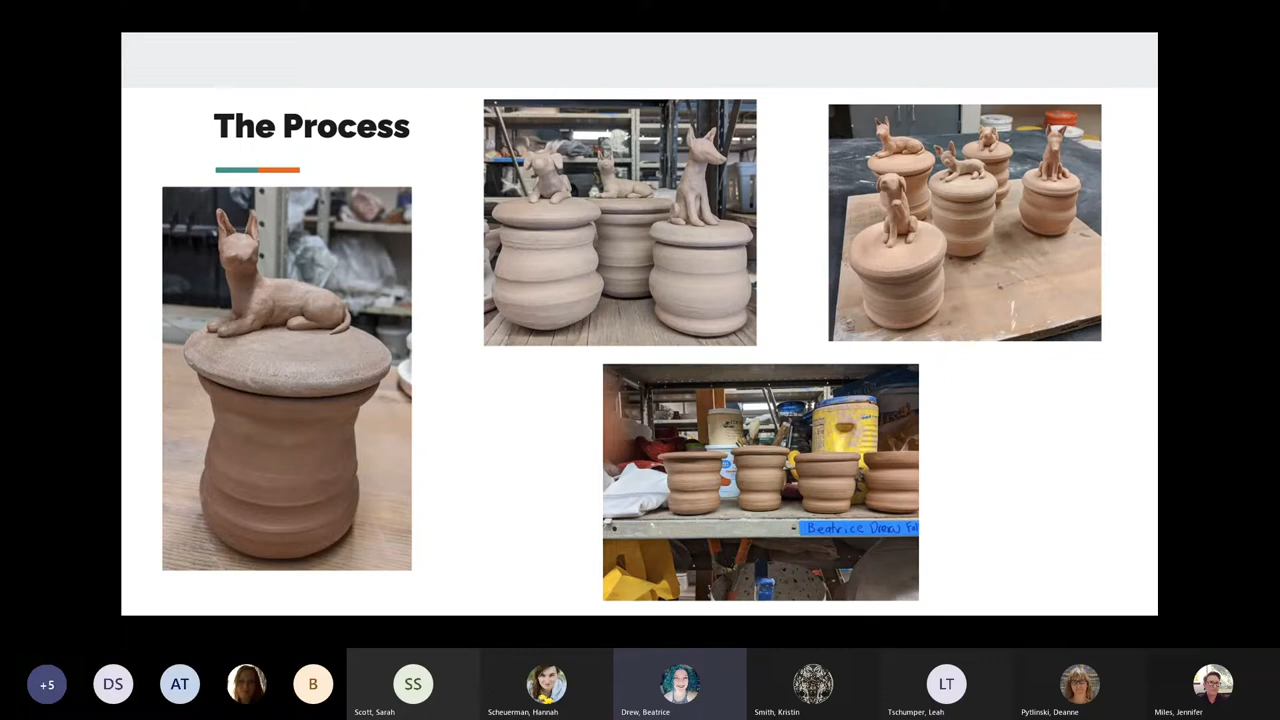 The Process
Beatrice Drew
+5
DS
AT
B
SS
LT
Scott, Sarah
Scheuerman, Hannah
Drew, Beatrice
Smith, Kristin
Tschumper, Leah
Pytlinski, Deanne
Miles, Jennifer